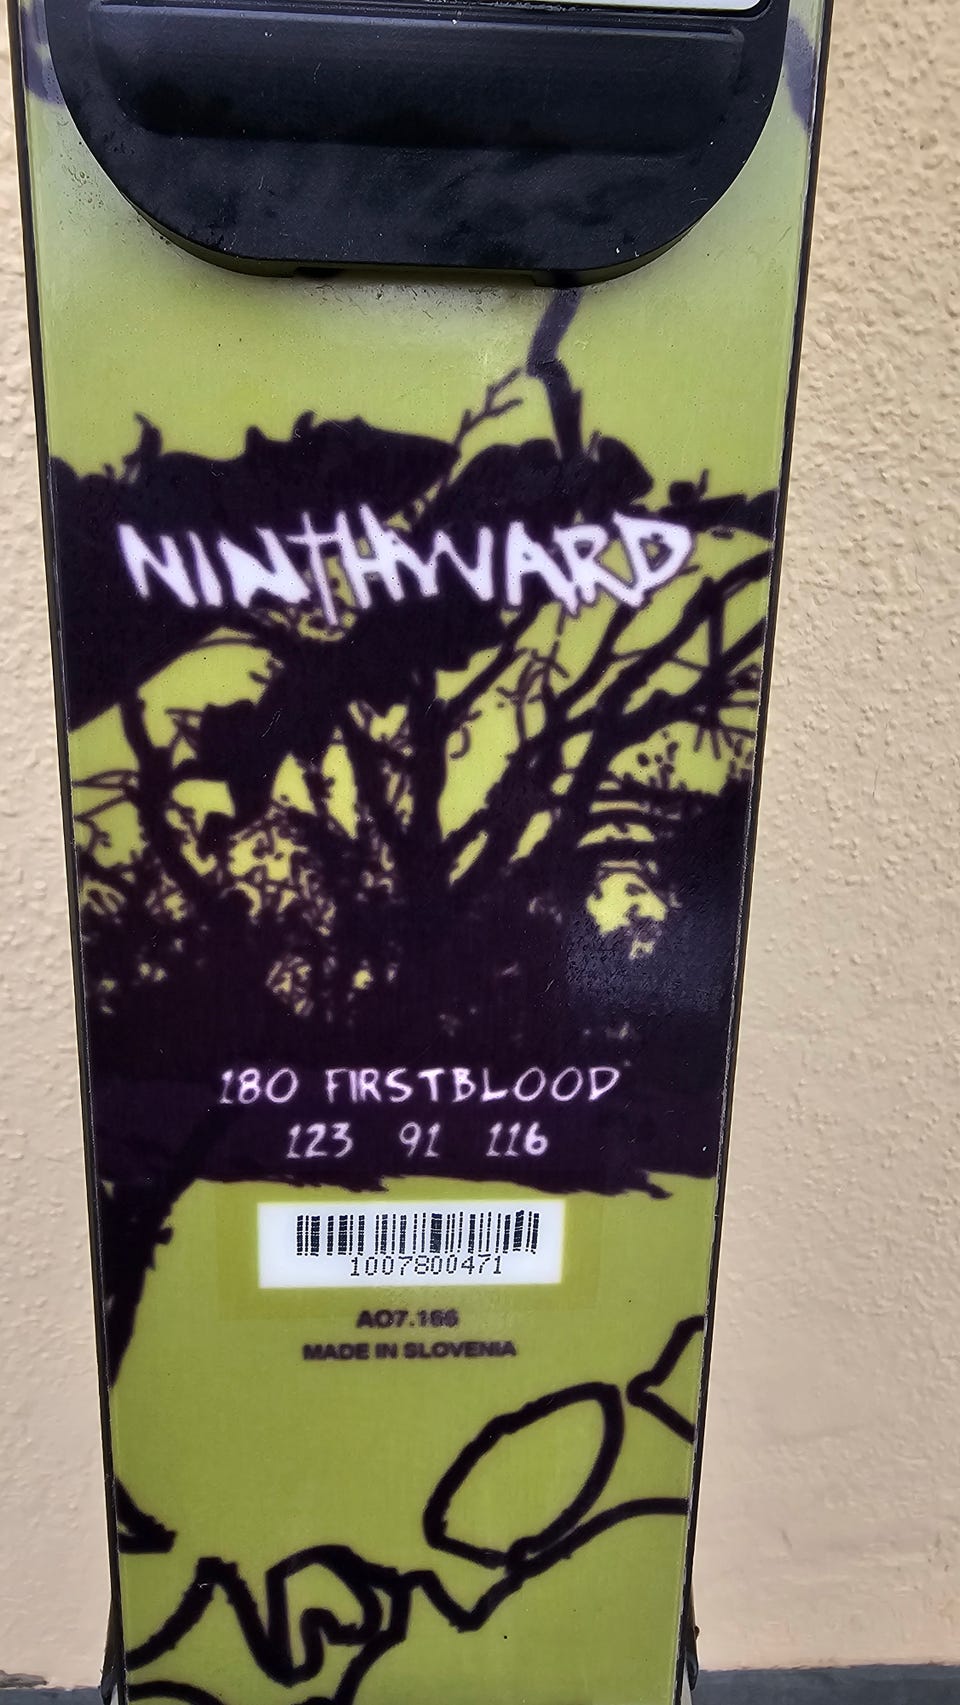 NINTHWARD
180 FIRSTBLOOD
123 91 116
1007800471
AO7.166
MADE IN SLOVENIA